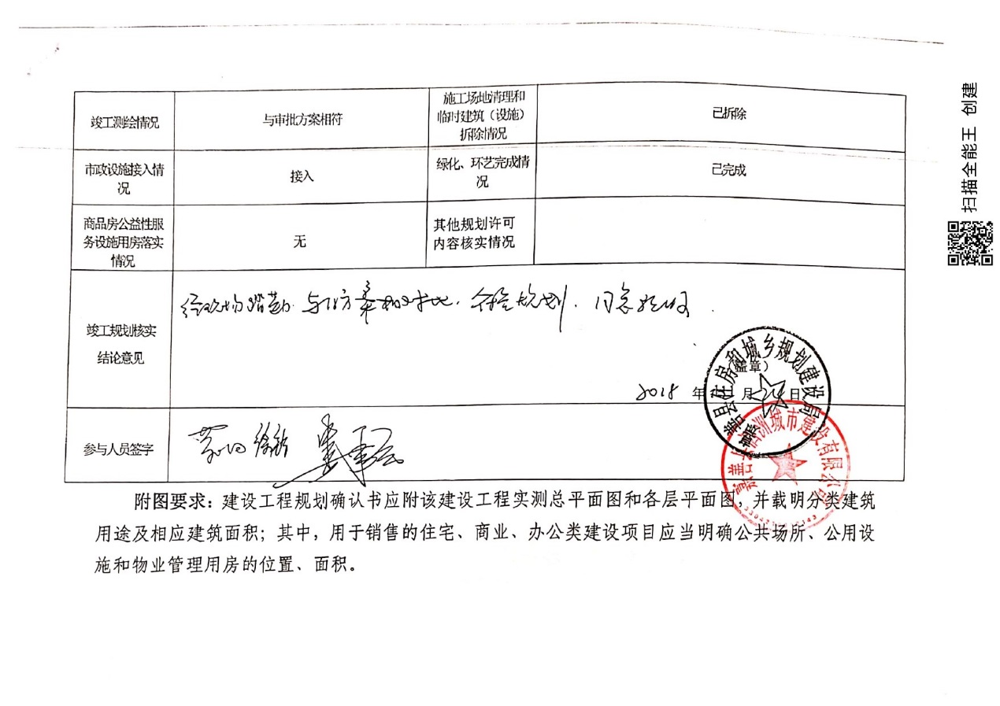 竣工测绘情况
与审批方案相符
施工场地清理和
临时建筑（设施）
拆除情况
已拆除
市政设施接入情
况
接入
绿化、环艺完成情
况
已完成
商品房公益性服
务设施用房落实
情况
无
其他规划许可
内容核实情况
竣工规划核实
结论意见
经现场踏勘，与 方案 ，符合规划，同意验收.
（盖章）
2018年 月 日
住房和城乡规划建设局
洲城市建设有限公司
参与人员签字
附图要求：建设工程规划确认书应附该建设工程实测总平面图和各层平面图，并载明分类建筑
用途及相应建筑面积；其中，用于销售的住宅、商业、办公类建设项目应当明确公共场所、公用设
施和物业管理用房的位置、面积。
扫描全能王 创建